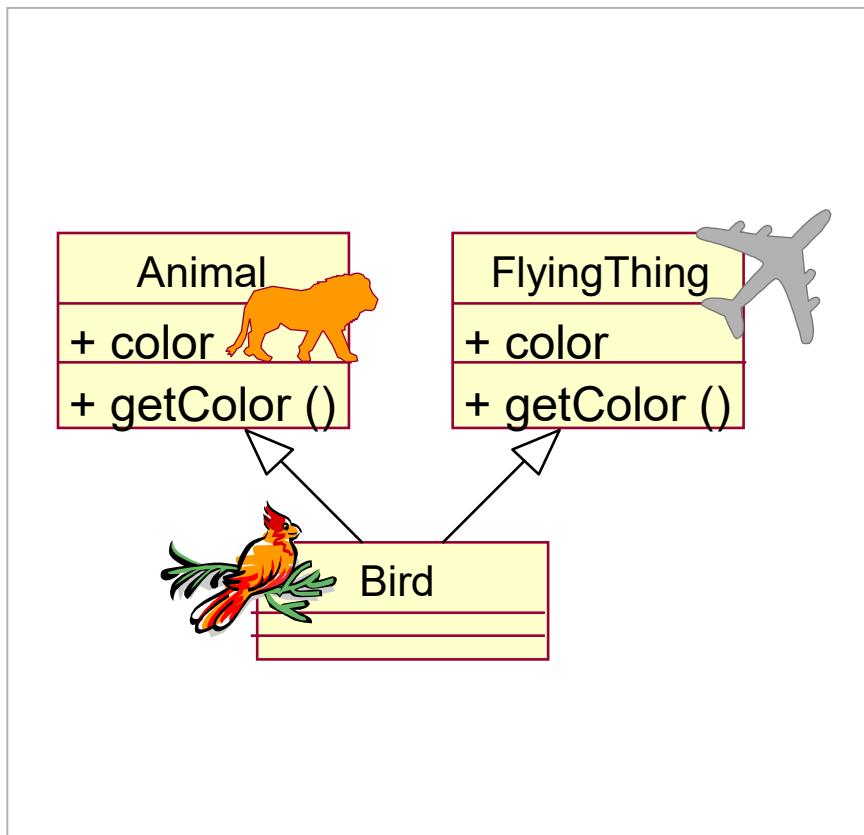 Animal
+ color
+ getColor ()
FlyingThing
+ color
+ getColor ()
Bird